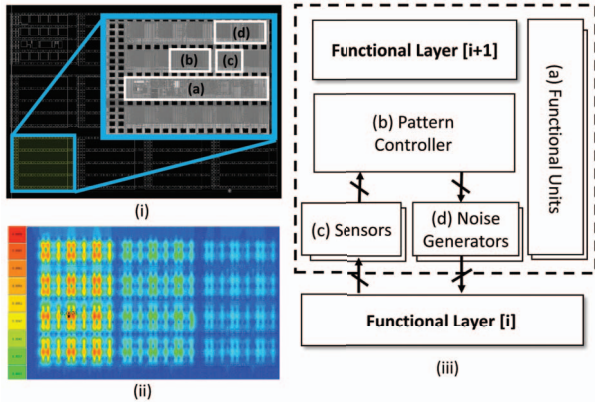 (d)
(b)
(c)
(a)
(i)
(ii)
Functional Layer [i+1]
(a) Functional Units
(b) Pattern
Controller
(c) Sensors
(d) Noise
Generators
Functional Layer [i]
(iii)